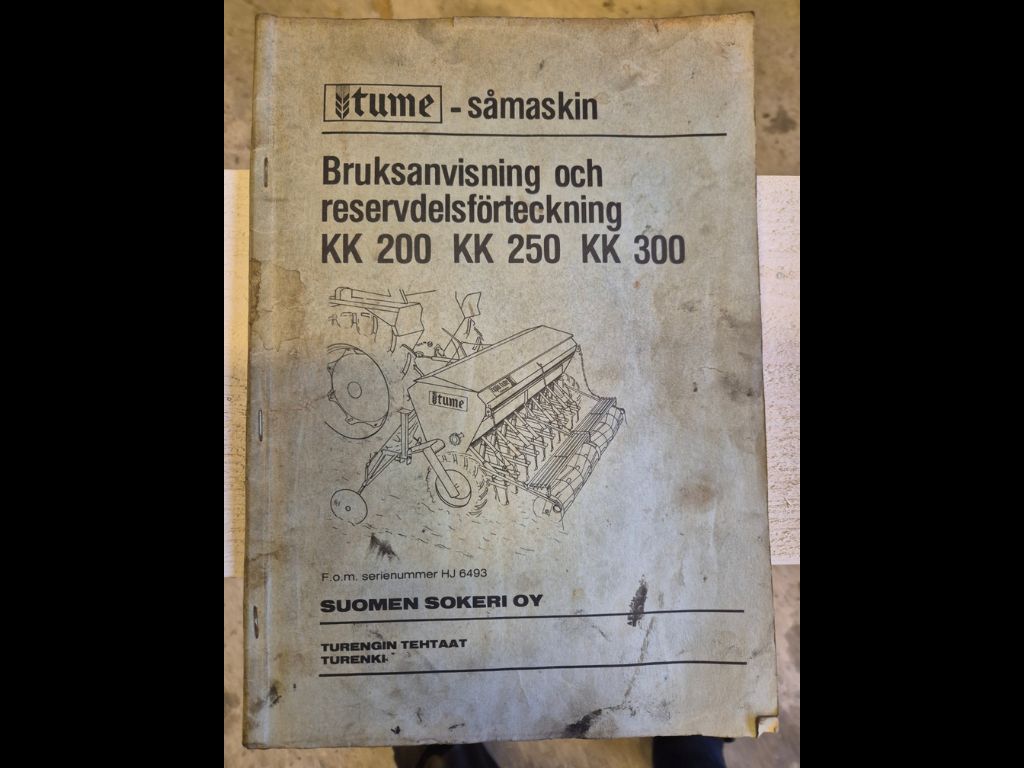 tume - såmaskin
Bruksanvisning och
reservdelsförteckning
KK 200 KK 250 KK 300
tume
F.o.m. serienummer HJ 6493
SUOMEN SOKERI OY
TURENGIN TEHTAAT
TURENKI